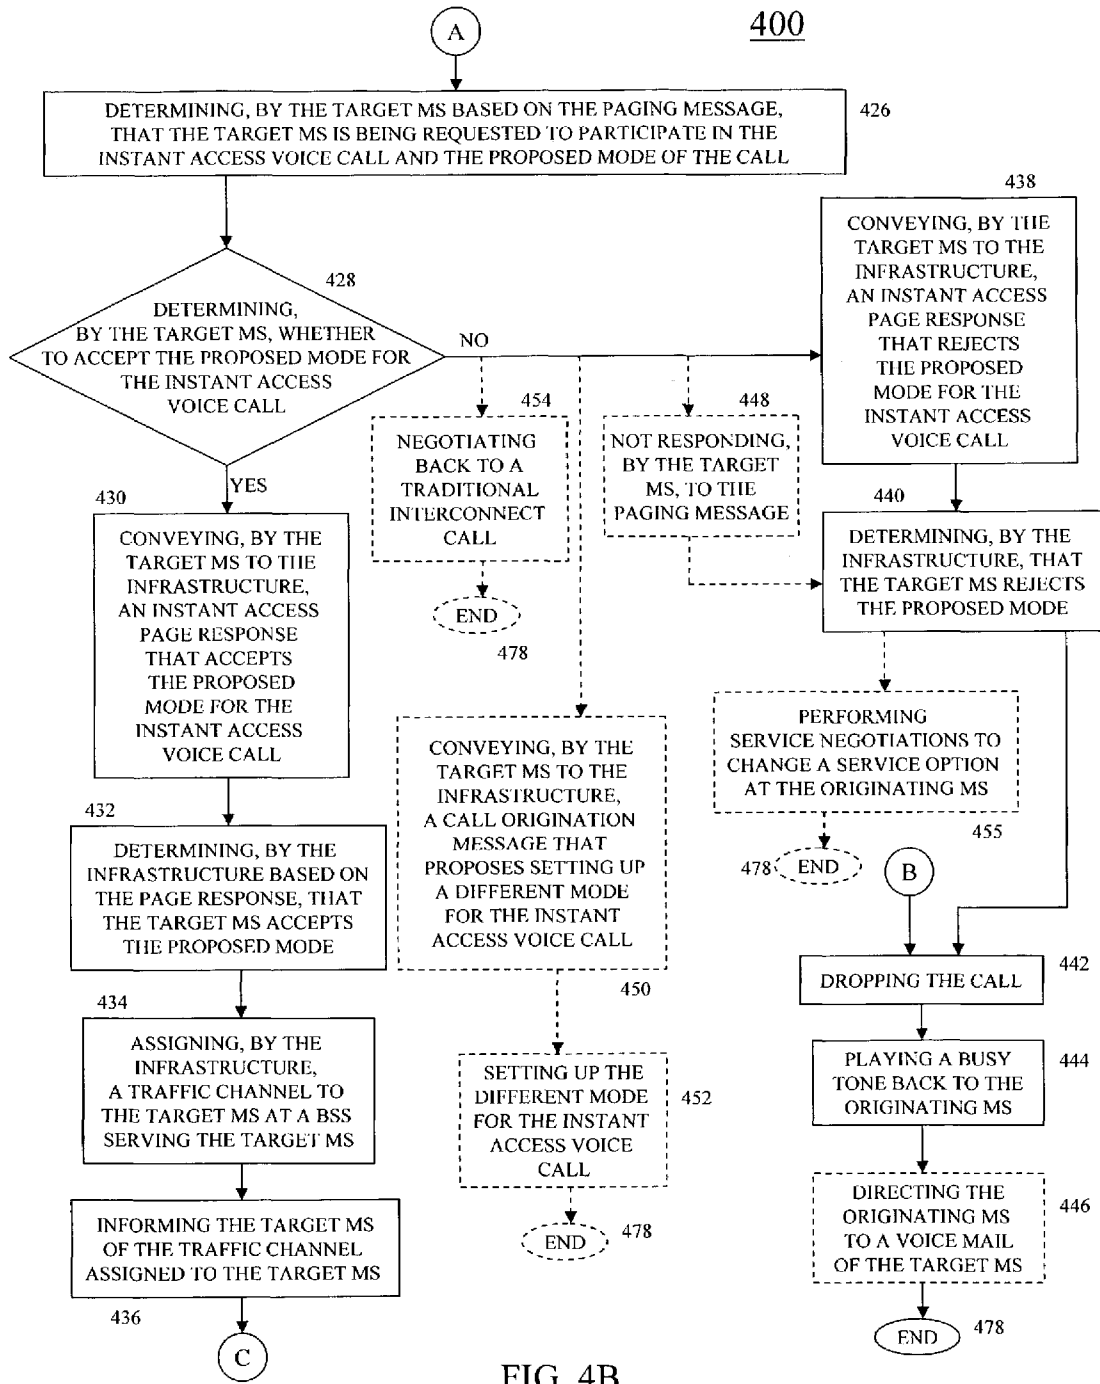 A
400
DETERMINING, BY THE TARGET MS BASED ON THE PAGING MESSAGE,
THAT THE TARGET MS IS BEING REQUESTED TO PARTICIPATE IN THE
INSTANT ACCESS VOICE CALL AND THE PROPOSED MODE OF THE CALL
426
428
DETERMINING,
BY THE TARGET MS, WHETHER
TO ACCEPT THE PROPOSED MODE FOR
THE INSTANT ACCESS
VOICE CALL
NO
YES
438
CONVEYING, BY THE
TARGET MS TO THE
INFRASTRUCTURE,
AN INSTANT ACCESS
PAGE RESPONSE
THAT REJECTS
THE PROPOSED
MODE FOR THE
INSTANT ACCESS
VOICE CALL
454
NEGOTIATING
BACK TO A
TRADITIONAL
INTERCONNECT
CALL
END
478
448
NOT RESPONDING,
BY THE TARGET
MS, TO THE
PAGING MESSAGE
440
DETERMINING, BY THE
INFRASTRUCTURE, THAT
THE TARGET MS REJECTS
THE PROPOSED MODE
430
CONVEYING, BY THE
TARGET MS TO THE
INFRASTRUCTURE,
AN INSTANT ACCESS
PAGE RESPONSE
THAT ACCEPTS
THE PROPOSED
MODE FOR THE
INSTANT ACCESS
VOICE CALL
CONVEYING, BY THE
TARGET MS TO THE
INFRASTRUCTURE,
A CALL ORIGINATION
MESSAGE THAT
PROPOSES SETTING UP
A DIFFERENT MODE
FOR THE INSTANT
ACCESS VOICE CALL
450
PERFORMING
SERVICE NEGOTIATIONS TO
CHANGE A SERVICE OPTION
AT THE ORIGINATING MS
455
478
END
B
432
DETERMINING, BY THE
INFRASTRUCTURE BASED ON
THE PAGE RESPONSE, THAT
THE TARGET MS ACCEPTS
THE PROPOSED MODE
DROPPING THE CALL
442
434
ASSIGNING, BY THE
INFRASTRUCTURE,
A TRAFFIC CHANNEL TO
THE TARGET MS AT A BSS
SERVING THE TARGET MS
SETTING UP THE
DIFFERENT MODE
FOR THE INSTANT
ACCESS VOICE
CALL
452
END
478
PLAYING A BUSY
TONE BACK TO THE
ORIGINATING MS
444
INFORMING THE TARGET MS
OF THE TRAFFIC CHANNEL
ASSIGNED TO THE TARGET MS
436
DIRECTING THE
ORIGINATING MS
TO A VOICE MAIL
OF THE TARGET MS
446
END
478
C
FIG. 4B